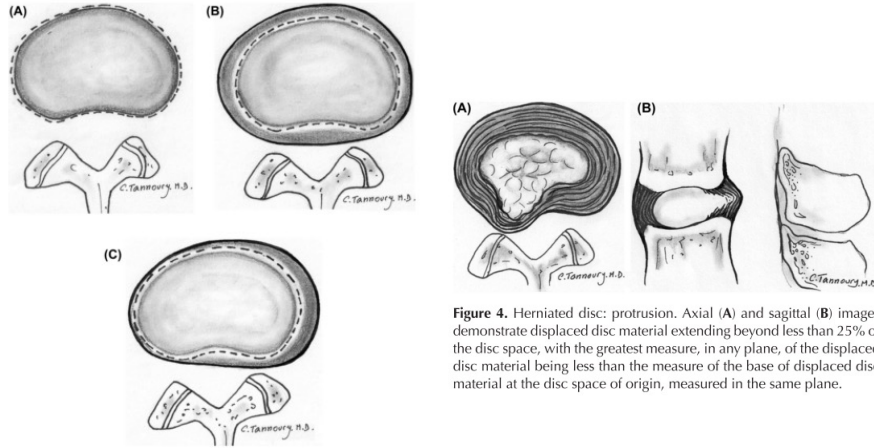 (A)
(B)
C. Tannoury, M.D.
C. Tannoury, M.D.
(C)
C. Tannoury, M.D.
(A)
(B)
C. Tannoury, M.D.
C. Tannoury, M.D.
Figure 4. Herniated disc: protrusion. Axial (A) and sagittal (B) image
demonstrate displaced disc material extending beyond less than 25% o
the disc space, with the greatest measure, in any plane, of the displaced
disc material being less than the measure of the base of displaced disc
material at the disc space of origin, measured in the same plane.